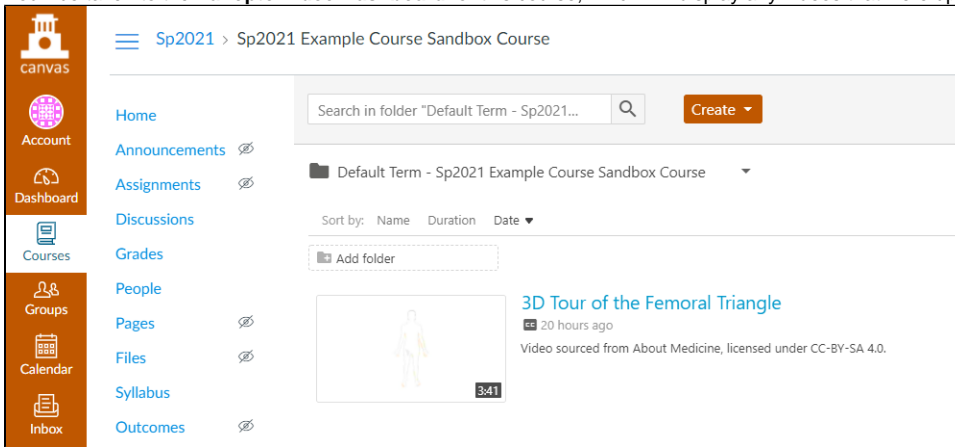 canvas
Account
Dashboard
Courses
Groups
Calendar
Inbox
Sp2021 > Sp2021 Example Course Sandbox Course
Home
Announcements
Assignments
Discussions
Grades
People
Pages
Files
Syllabus
Outcomes
Search in folder "Default Term - Sp2021...
Create
Default Term - Sp2021 Example Course Sandbox Course
Sort by: Name Duration Date ▼
Add folder
3:41
3D Tour of the Femoral Triangle
CC 20 hours ago
Video sourced from About Medicine, licensed under CC-BY-SA 4.0.